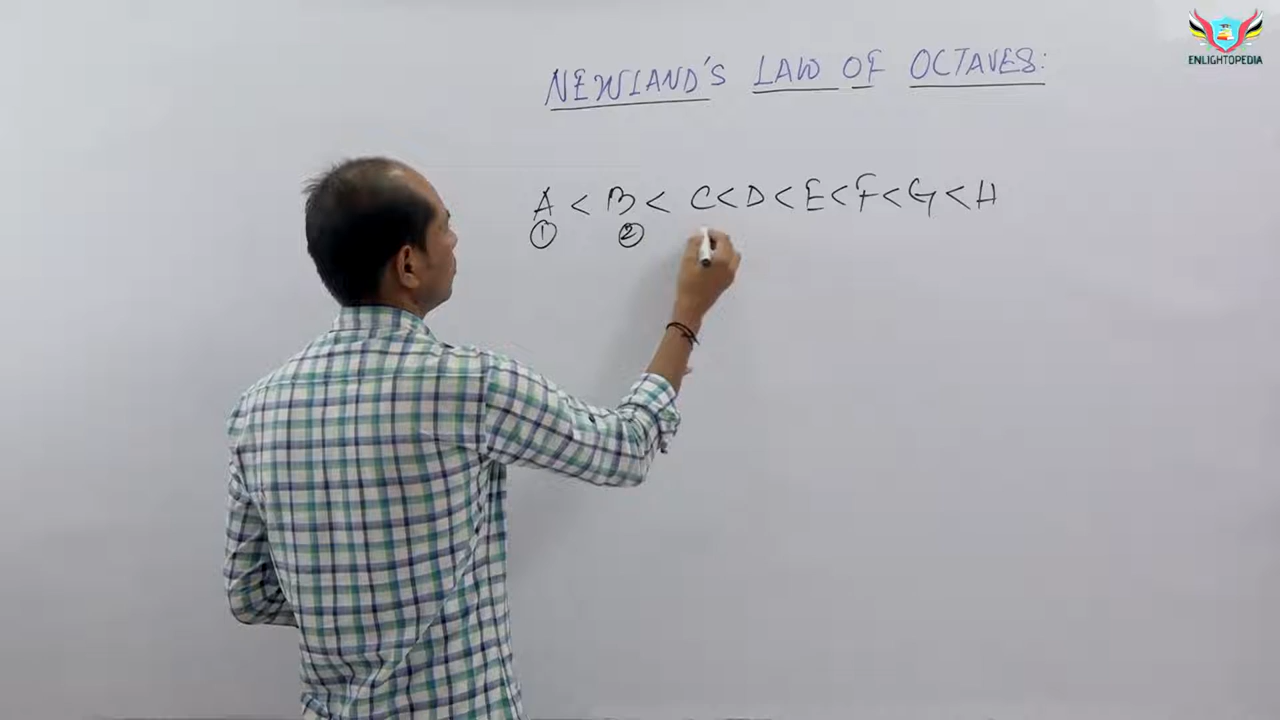 ENLIGHTOPEDIA
NEWLAND'S LAW OF OCTAVES:
A < B < C < D < E < F < G < H
① ②